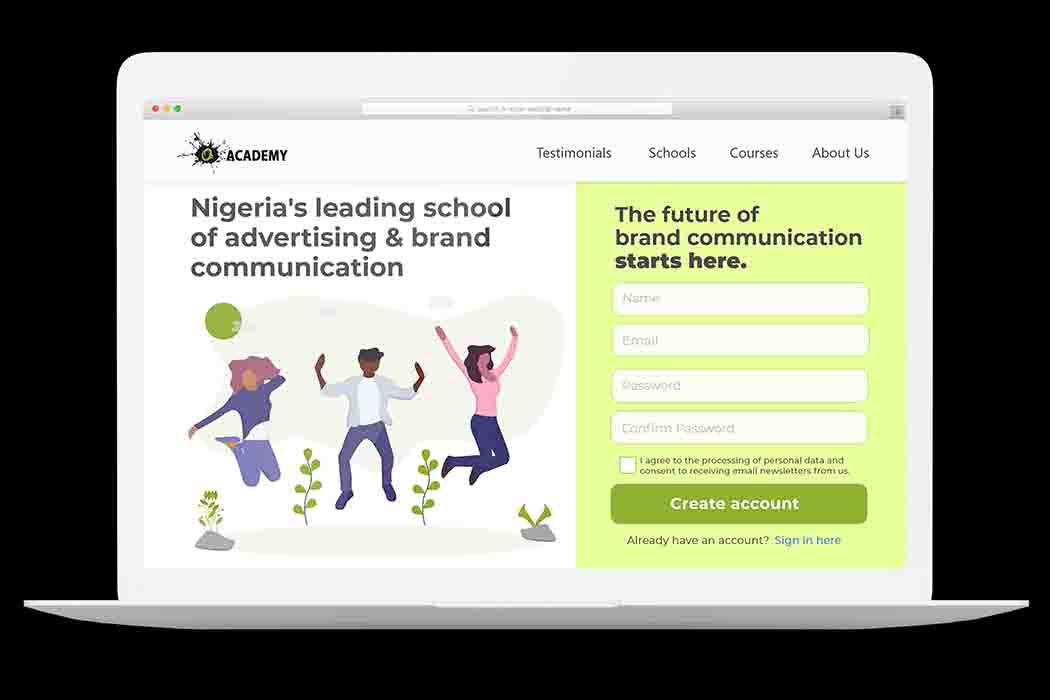 ACADEMY
Testimonials
Schools
Courses
About Us
Nigeria's leading school
of advertising & brand
communication
The future of
brand communication
starts here.
Name
Email
Password
Confirm Password
I agree to the processing of personal data and
consent to receiving email newsletters from us.
Create account
Already have an account? Sign in here